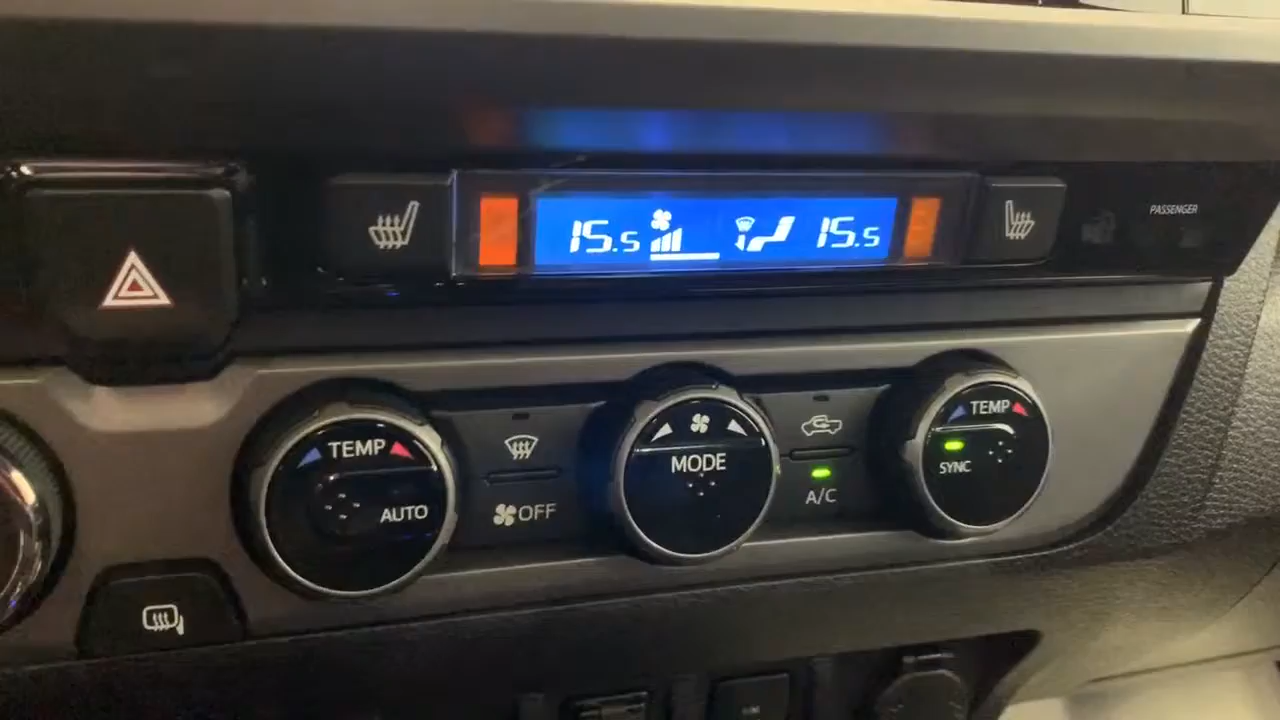 15.5 15.5
PASSENGER
TEMP
AUTO
OFF
MODE
A/C
TEMP
SYNC